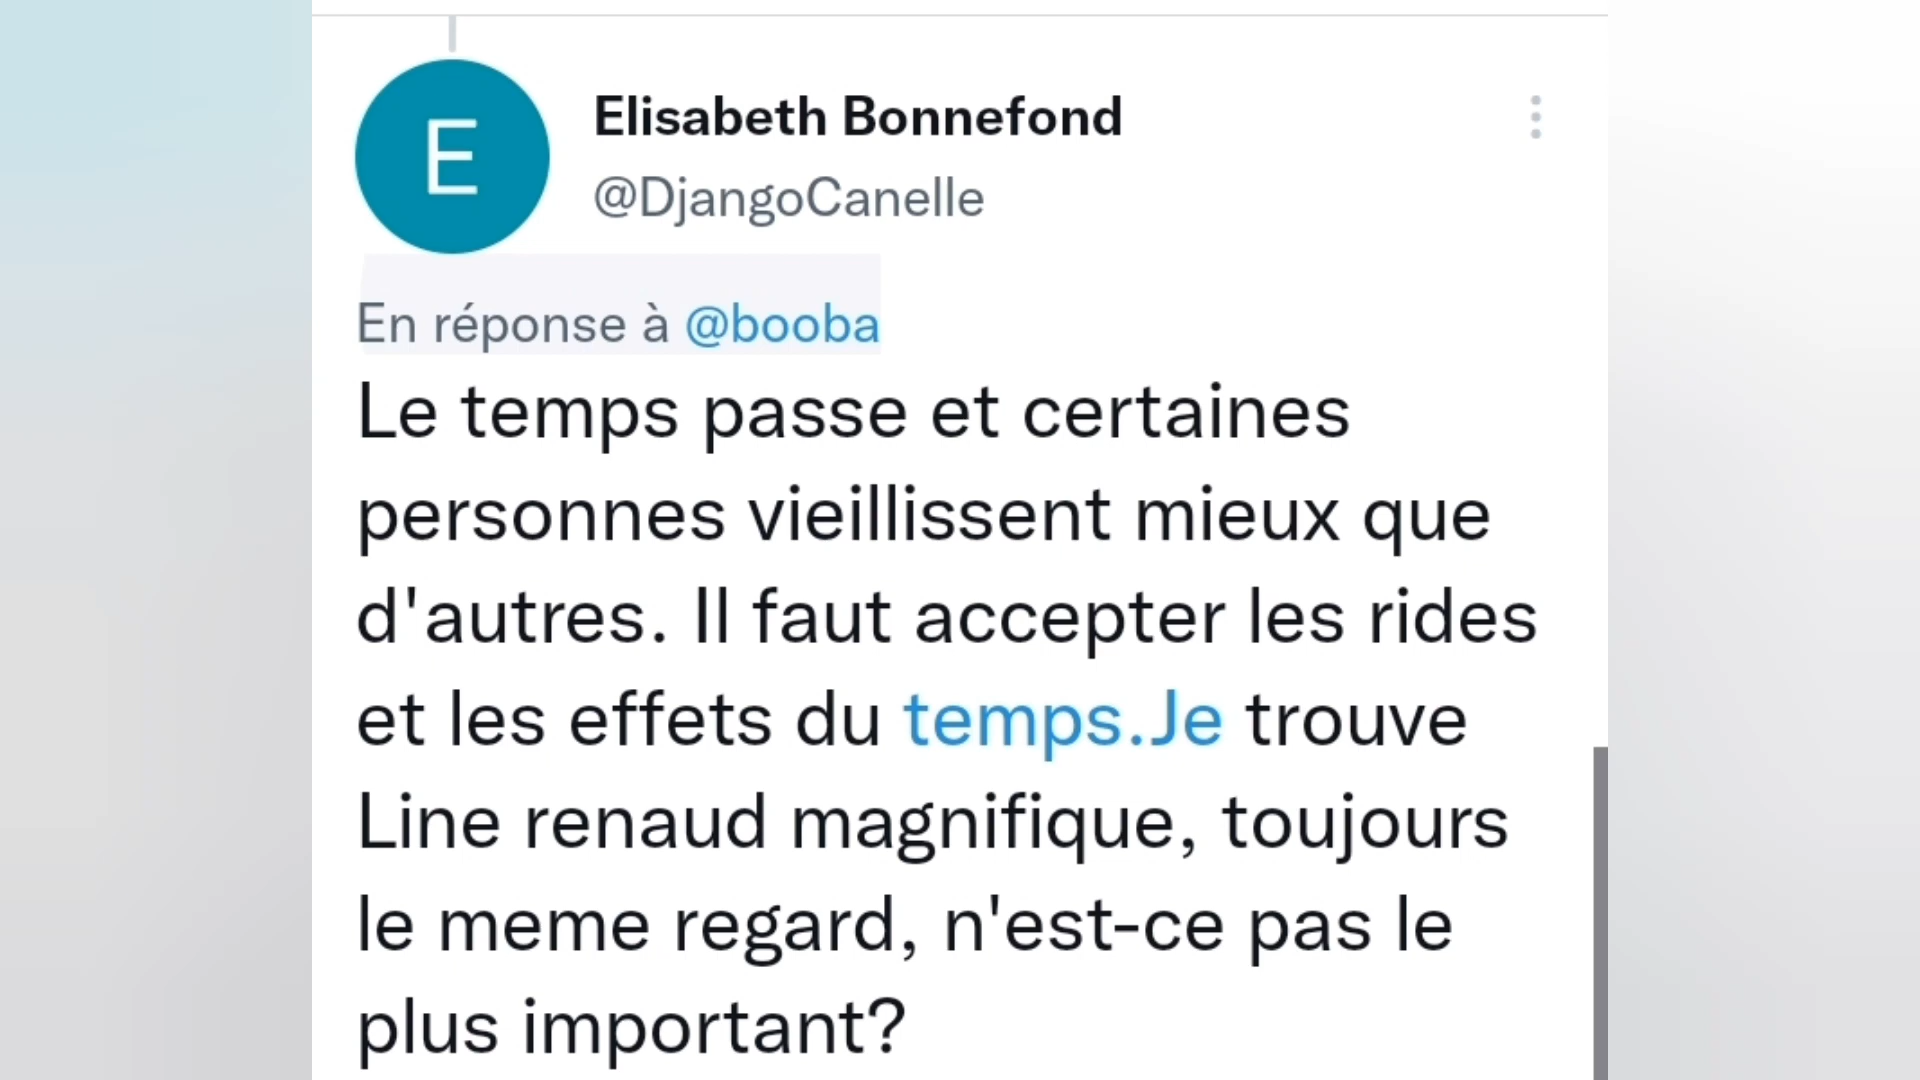 E
Elisabeth Bonnefond
@DjangoCanelle
En réponse à @booba
Le temps passe et certaines
personnes vieillissent mieux que
d'autres. Il faut accepter les rides
et les effets du temps.Je trouve
Line renaud magnifique, toujours
le meme regard, n'est-ce pas le
plus important?